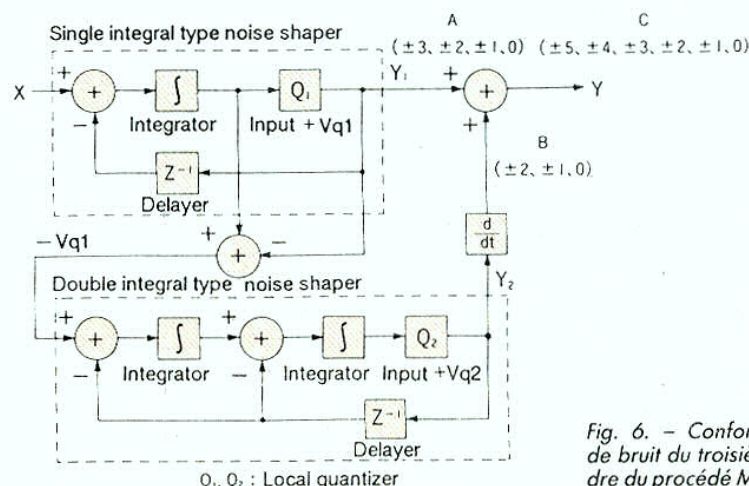 Single integral type noise shaper
A
C
(±3、±2、±1、0)
(±5、±4、±3、±2、±1、0)
X
+
+
−
∫
Integrator
Q₁
Input + Vq1
Y₁
+
+
+
Y
Z⁻¹
Delayer
B
(±2、±1、0)
− Vq1
+
+
−
d/dt
Double integral type noise shaper
Y₂
+
+
−
∫
Integrator
+
+
−
∫
Integrator
Q₂
Input +Vq2
Z⁻¹
Delayer
Q₁, Q₂ : Local quantizer
Fig. 6. – Confor
de bruit du troisiè
dre du procédé M